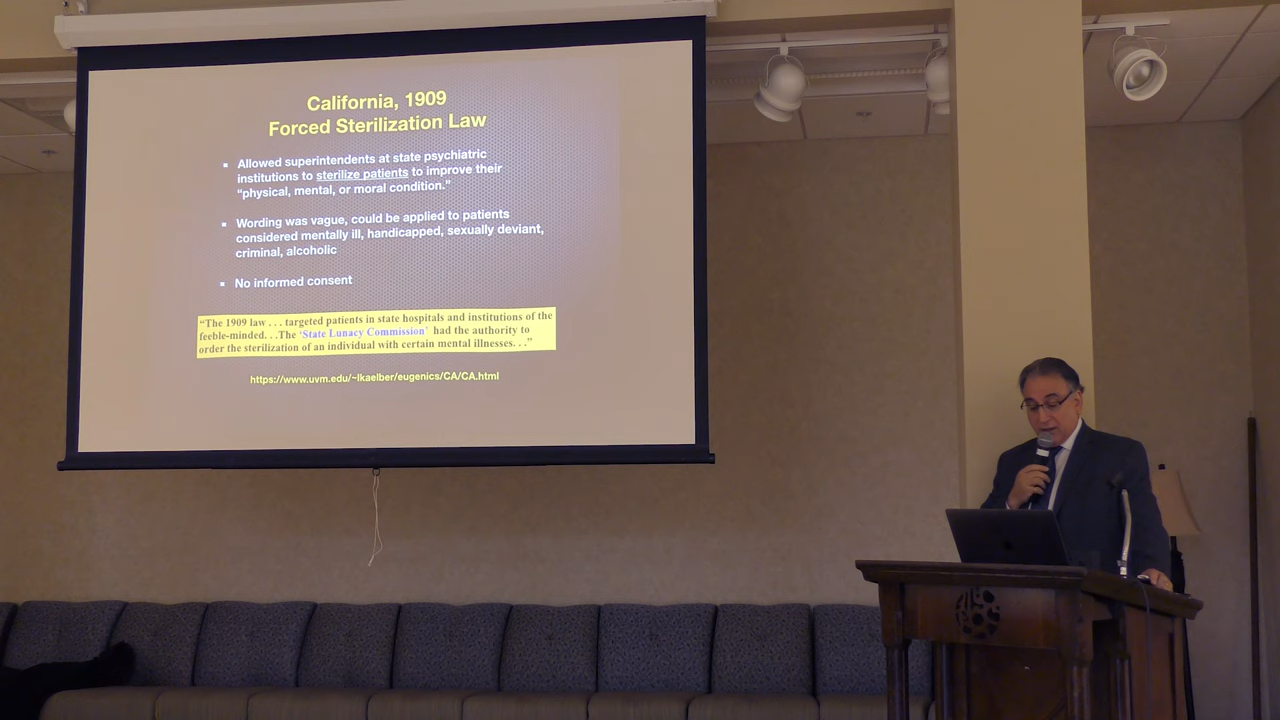 California, 1909
Forced Sterilization Law
▪ Allowed superintendents at state psychiatric
institutions to sterilize patients to improve their
“physical, mental, or moral condition.”
▪ Wording was vague, could be applied to patients
considered mentally ill, handicapped, sexually deviant,
criminal, alcoholic
▪ No informed consent
“The 1909 law . . . targeted patients in state hospitals and institutions of the
feeble-minded. . .The ‘State Lunacy Commission’ had the authority to
order the sterilization of an individual with certain mental illnesses. . .”
https://www.uvm.edu/~lkaelber/eugenics/CA/CA.html